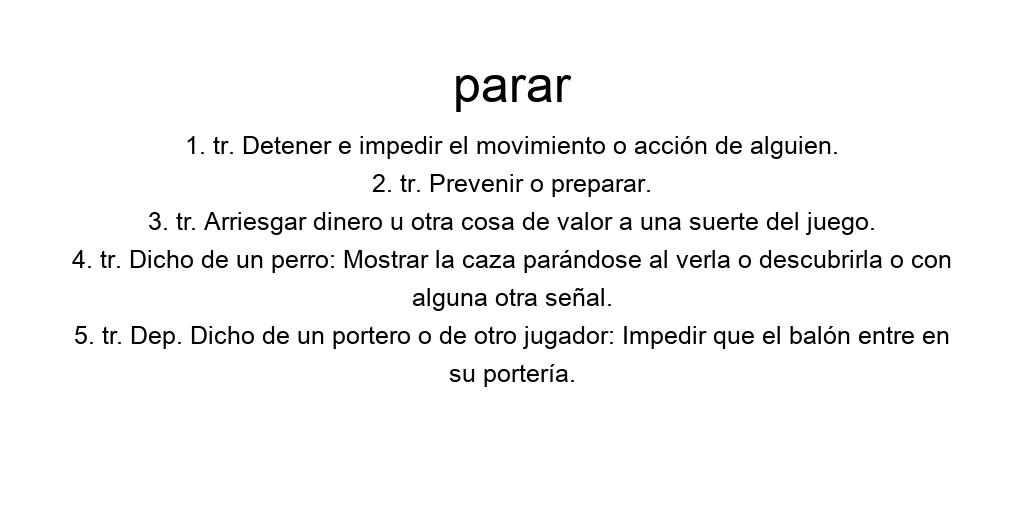 parar
1. tr. Detener e impedir el movimiento o acción de alguien.
2. tr. Prevenir o preparar.
3. tr. Arriesgar dinero u otra cosa de valor a una suerte del juego.
4. tr. Dicho de un perro: Mostrar la caza parándose al verla o descubrirla o con
alguna otra señal.
5. tr. Dep. Dicho de un portero o de otro jugador: Impedir que el balón entre en
su portería.